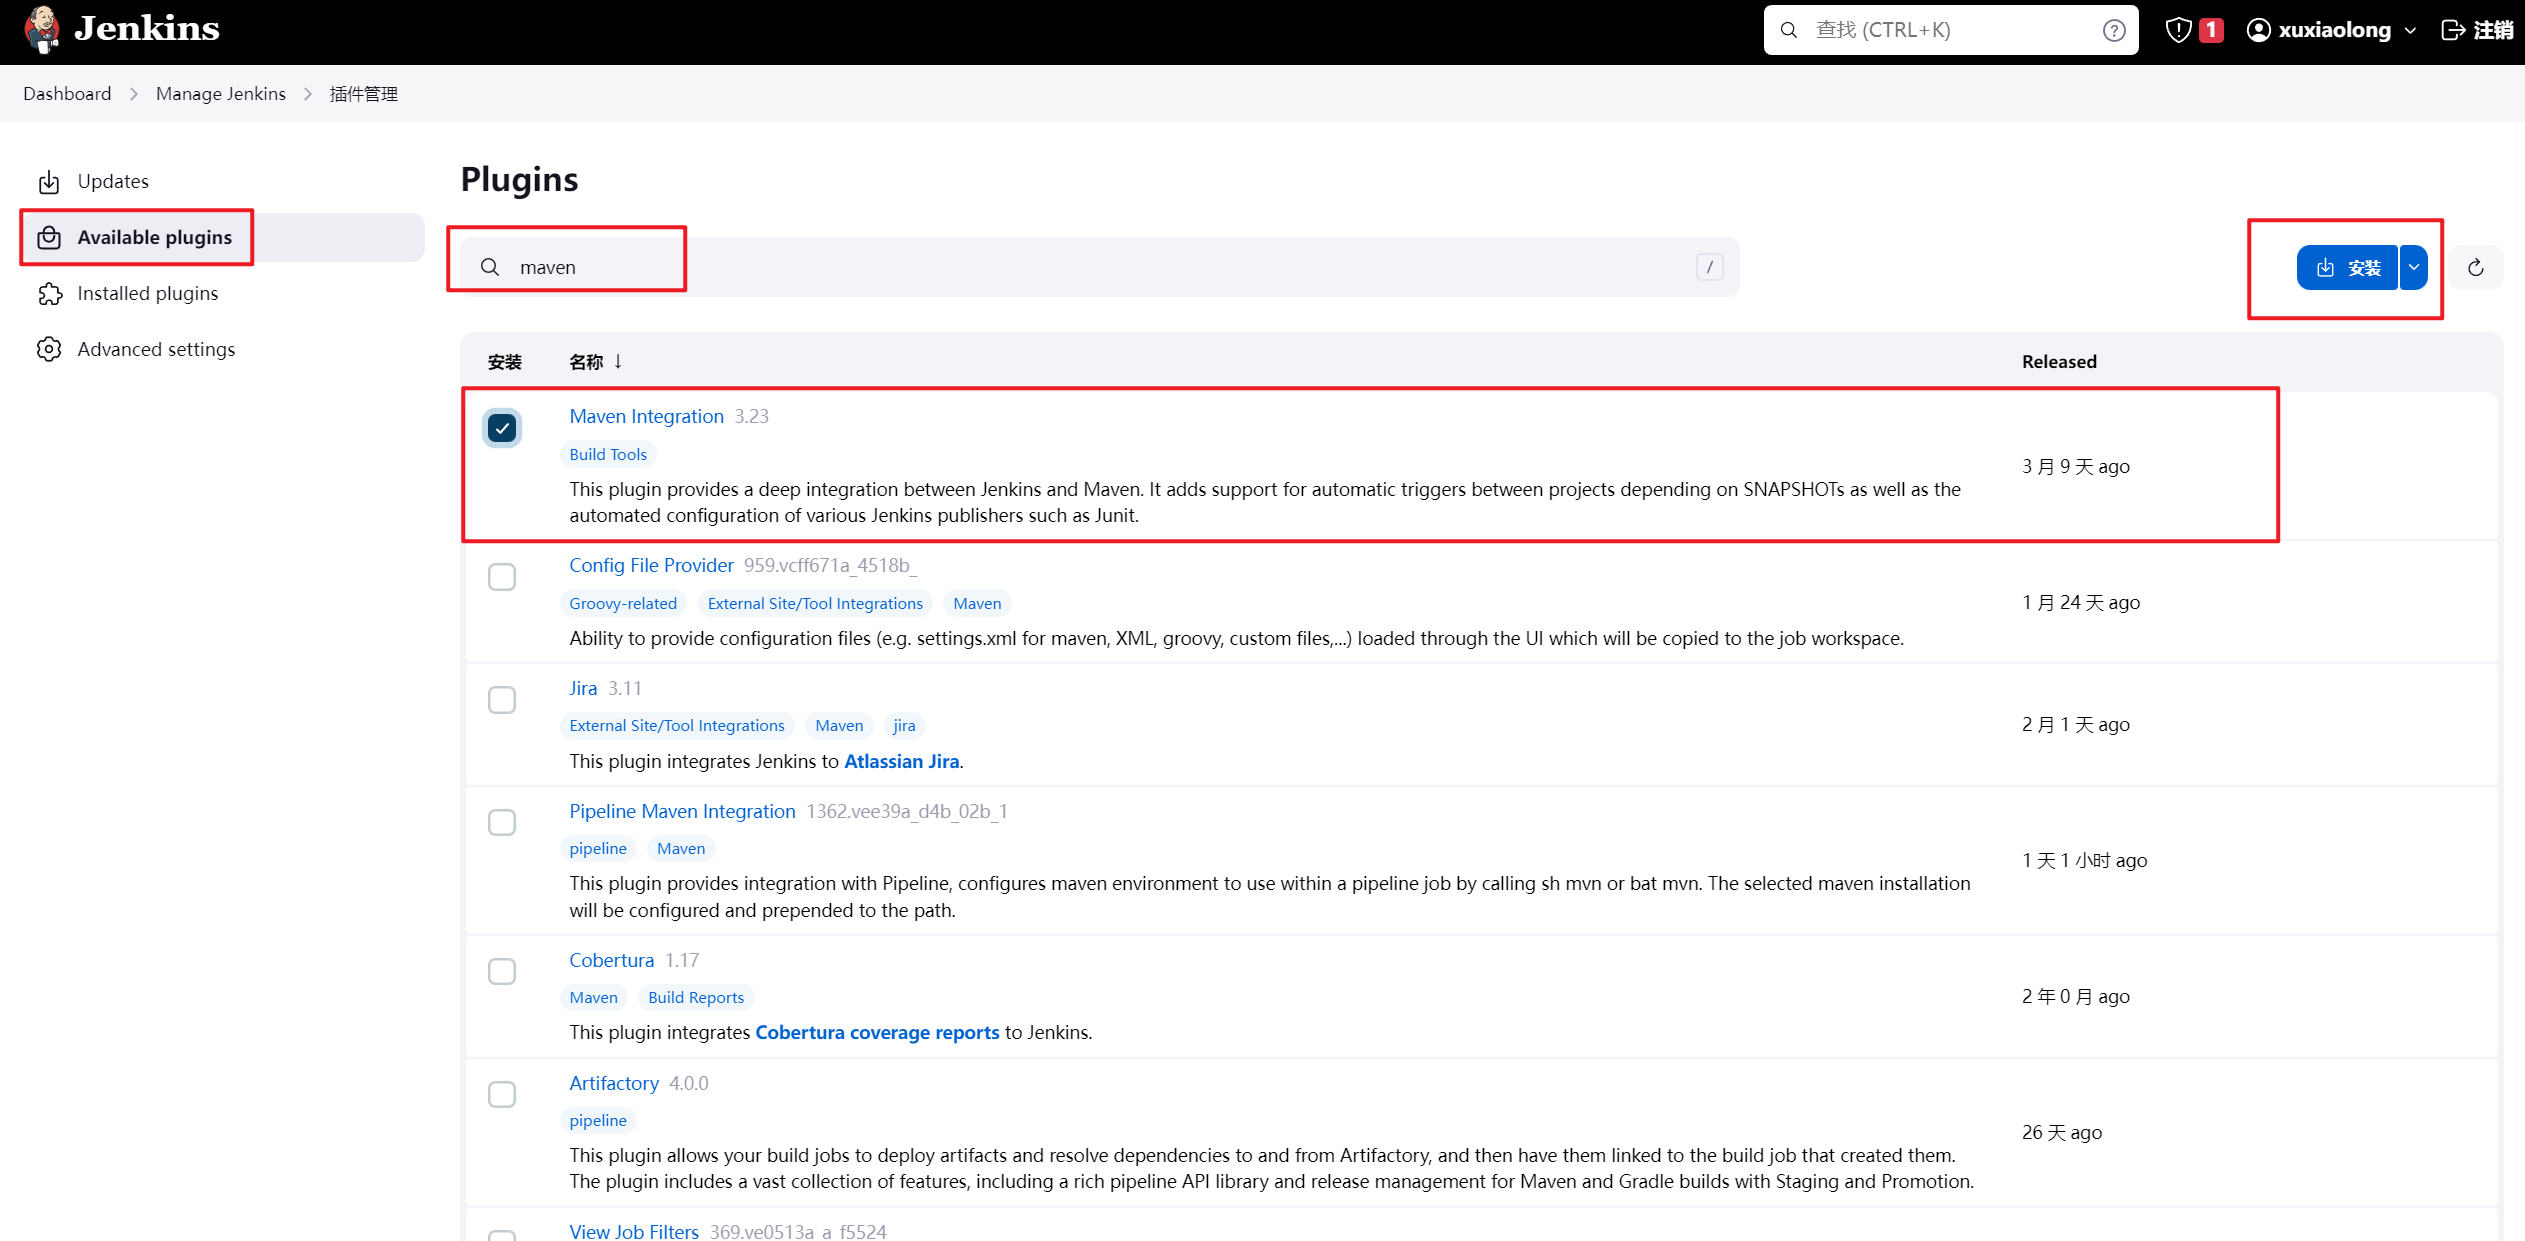 Jenkins
查找 (CTRL+K)
1
xuxiaolong
注销
Dashboard
Manage Jenkins
插件管理
Updates
Available plugins
Installed plugins
Advanced settings
Plugins
maven
/
安装
安装 名称 ↓ Released
Maven Integration 3.23
Build Tools
This plugin provides a deep integration between Jenkins and Maven. It adds support for automatic triggers between projects depending on SNAPSHOTs as well as the
automated configuration of various Jenkins publishers such as Junit.
3 月 9 天 ago
Config File Provider 959.vcff671a_4518b_
Groovy-related External Site/Tool Integrations Maven
Ability to provide configuration files (e.g. settings.xml for maven, XML, groovy, custom files,...) loaded through the UI which will be copied to the job workspace.
1 月 24 天 ago
Jira 3.11
External Site/Tool Integrations Maven jira
This plugin integrates Jenkins to Atlassian Jira.
2 月 1 天 ago
Pipeline Maven Integration 1362.vee39a_d4b_02b_1
pipeline Maven
This plugin provides integration with Pipeline, configures maven environment to use within a pipeline job by calling sh mvn or bat mvn. The selected maven installation
will be configured and prepended to the path.
1 天 1 小时 ago
Cobertura 1.17
Maven Build Reports
This plugin integrates Cobertura coverage reports to Jenkins.
2 年 0 月 ago
Artifactory 4.0.0
pipeline
This plugin allows your build jobs to deploy artifacts and resolve dependencies to and from Artifactory, and then have them linked to the build job that created them.
The plugin includes a vast collection of features, including a rich pipeline API library and release management for Maven and Gradle builds with Staging and Promotion.
26 天 ago
View Job Filters 369.ve0513a_a_f5524